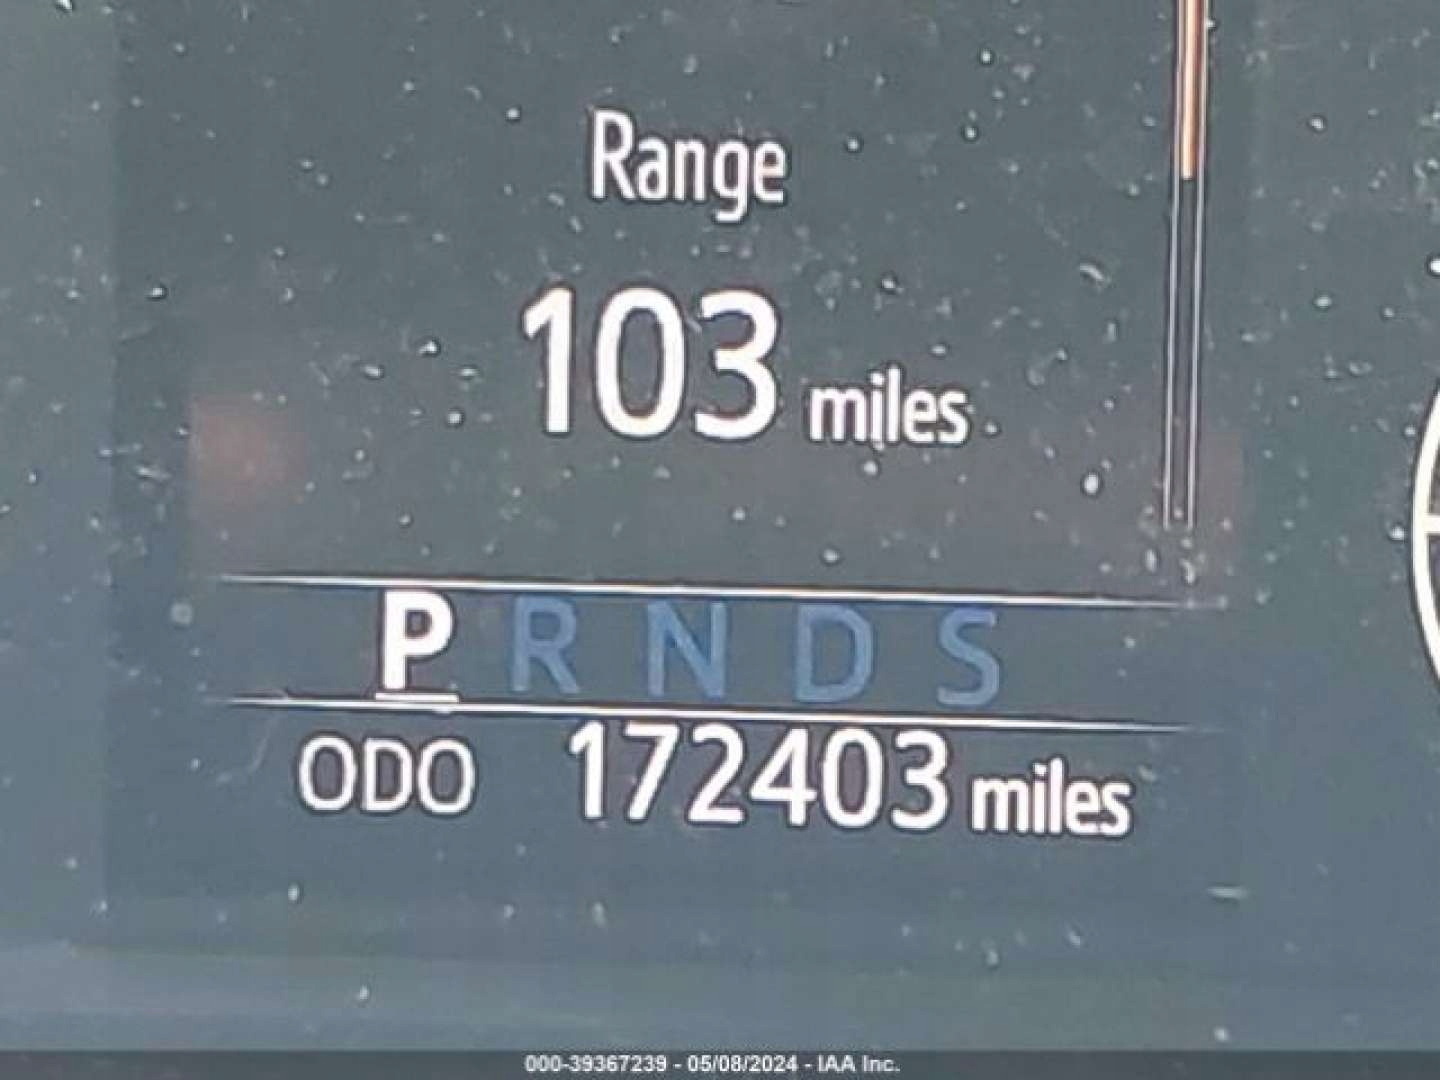 Range
103 miles
P R N D S
ODO 172403 miles
000-39367239 - 05/08/2024 - IAA Inc.